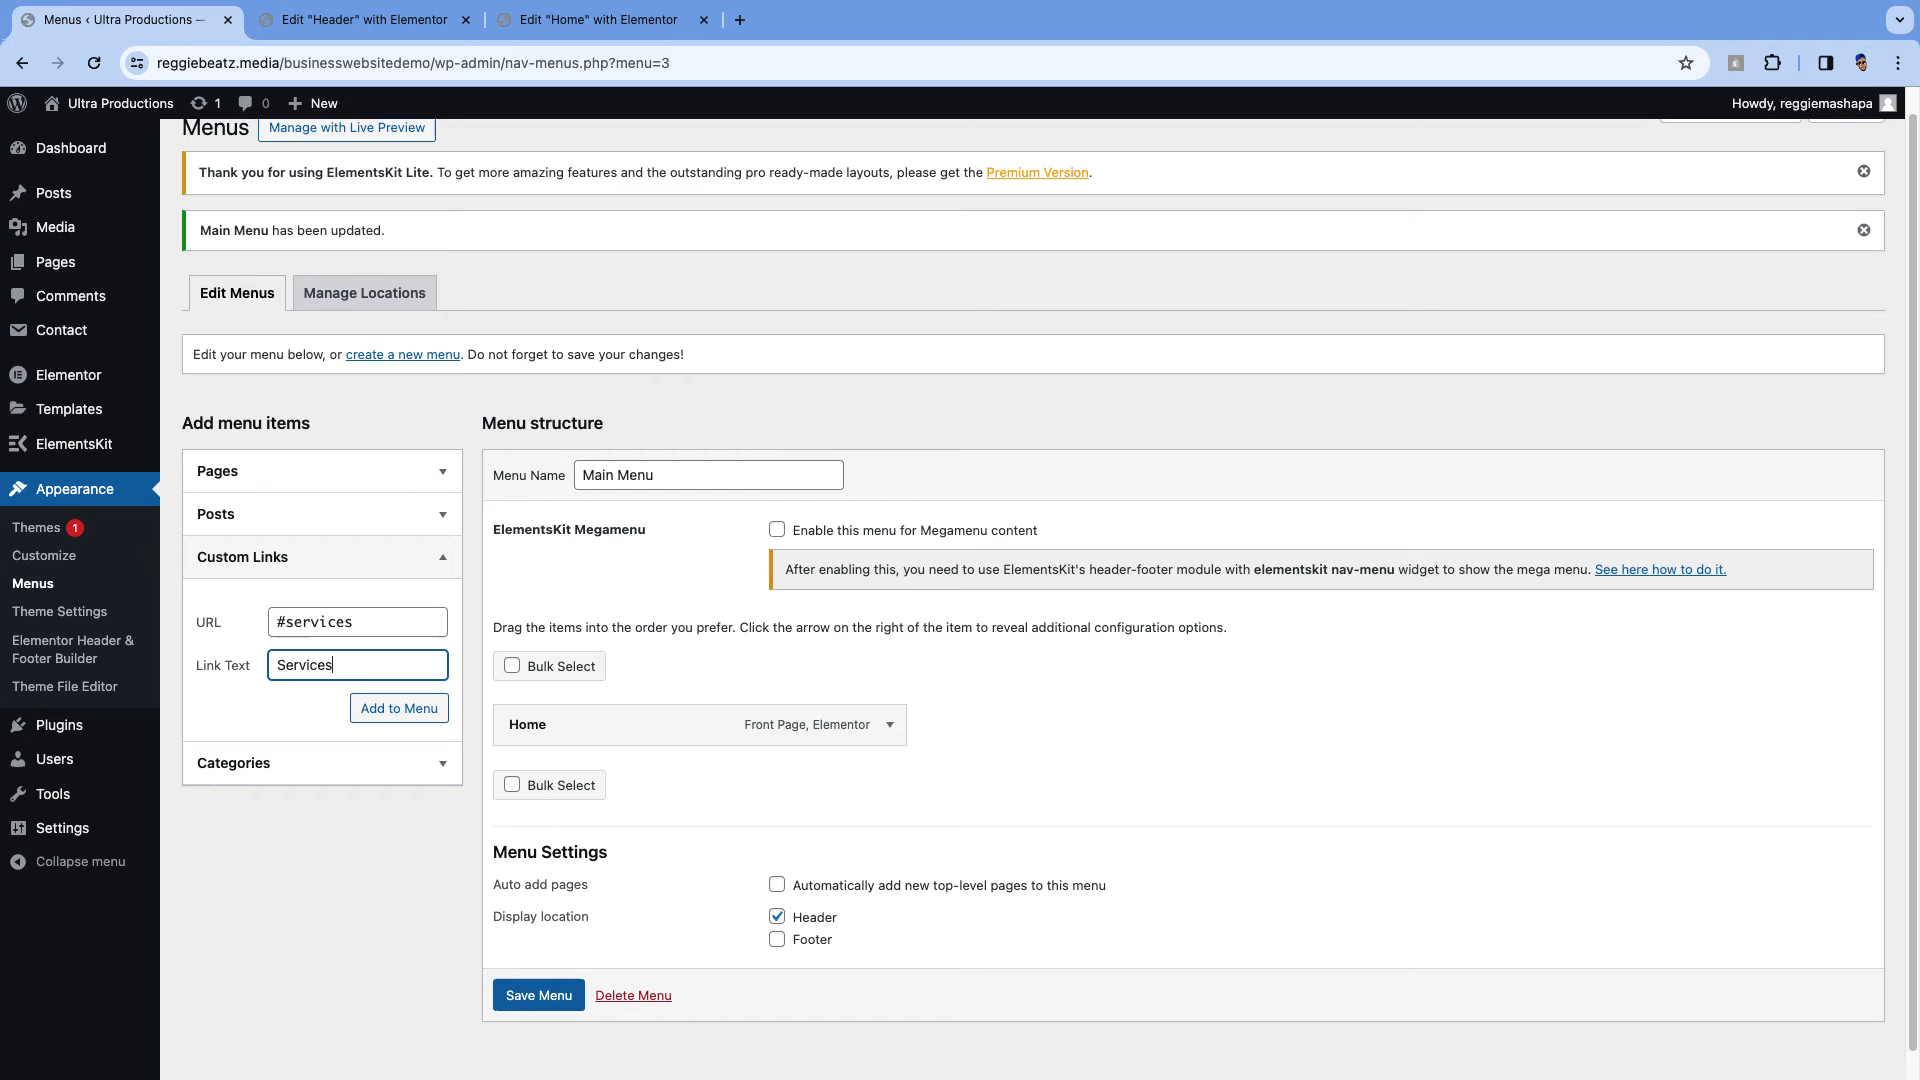 Menus ‹ Ultra Productions —
Edit "Header" with Elementor
Edit "Home" with Elementor
reggiebeatz.media/businesswebsitedemo/wp-admin/nav-menus.php?menu=3
Ultra Productions
1
0
New
Howdy, reggiemashapa
Dashboard
Posts
Media
Pages
Comments
Contact
Elementor
Templates
ElementsKit
Appearance
Themes 1
Customize
Menus
Theme Settings
Elementor Header &
Footer Builder
Theme File Editor
Plugins
Users
Tools
Settings
Collapse menu
Menus
Manage with Live Preview
Thank you for using ElementsKit Lite. To get more amazing features and the outstanding pro ready-made layouts, please get the Premium Version.
Main Menu has been updated.
Edit Menus
Manage Locations
Edit your menu below, or create a new menu. Do not forget to save your changes!
Add menu items
Pages
Posts
Custom Links
URL
#services
Link Text
Services
Add to Menu
Categories
Menu structure
Menu Name
Main Menu
ElementsKit Megamenu
Enable this menu for Megamenu content
After enabling this, you need to use ElementsKit's header-footer module with elementskit nav-menu widget to show the mega menu. See here how to do it.
Drag the items into the order you prefer. Click the arrow on the right of the item to reveal additional configuration options.
Bulk Select
Home
Front Page, Elementor
Bulk Select
Menu Settings
Auto add pages
Automatically add new top-level pages to this menu
Display location
Header
Footer
Save Menu
Delete Menu